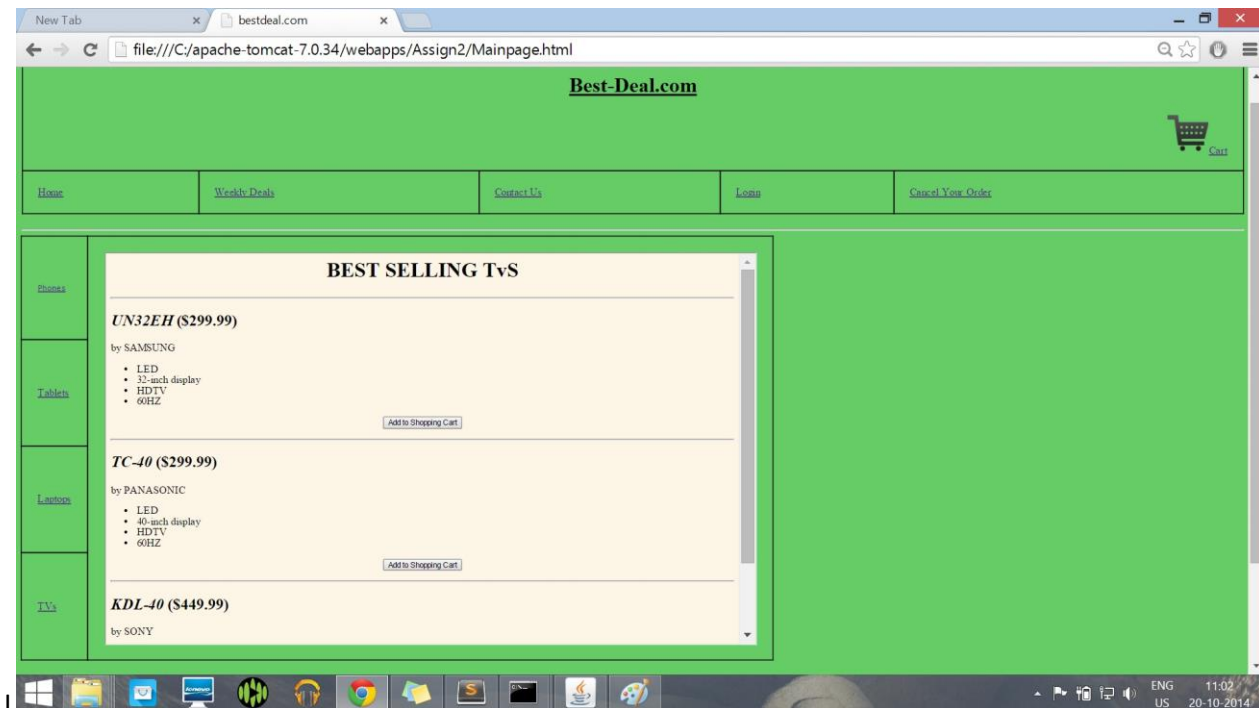 New Tab
bestdeal.com
file:///C:/apache-tomcat-7.0.34/webapps/Assign2/Mainpage.html
Best-Deal.com
Cart
Home Weekly Deals Contact Us Login Cancel Your Order
Phones
Tablets
Laptops
TVs
BEST SELLING TvS
UN32EH ($299.99)
by SAMSUNG
• LED
• 32-inch display
• HDTV
• 60HZ
Add to Shopping Cart
TC-40 ($299.99)
by PANASONIC
• LED
• 40-inch display
• HDTV
• 60HZ
Add to Shopping Cart
KDL-40 ($449.99)
by SONY
lenovo
ENG 11:02
US 20-10-2014